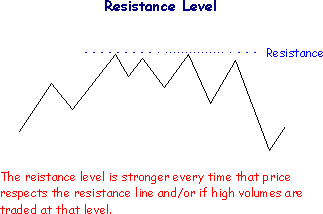 Resistance Level
Resistance
The reistance level is stronger every time that price
respects the resistance line and/or if high volumes are
traded at that level.